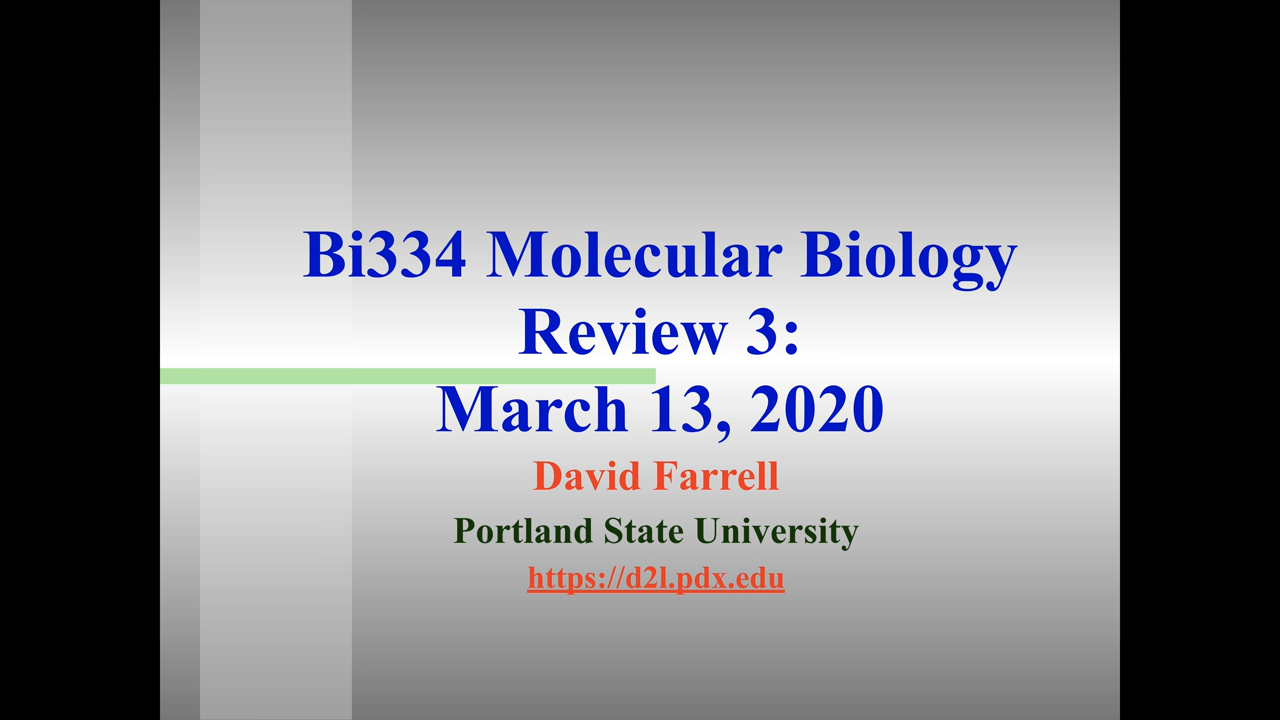 Bi334 Molecular Biology
Review 3:
March 13, 2020
David Farrell
Portland State University
https://d2l.pdx.edu